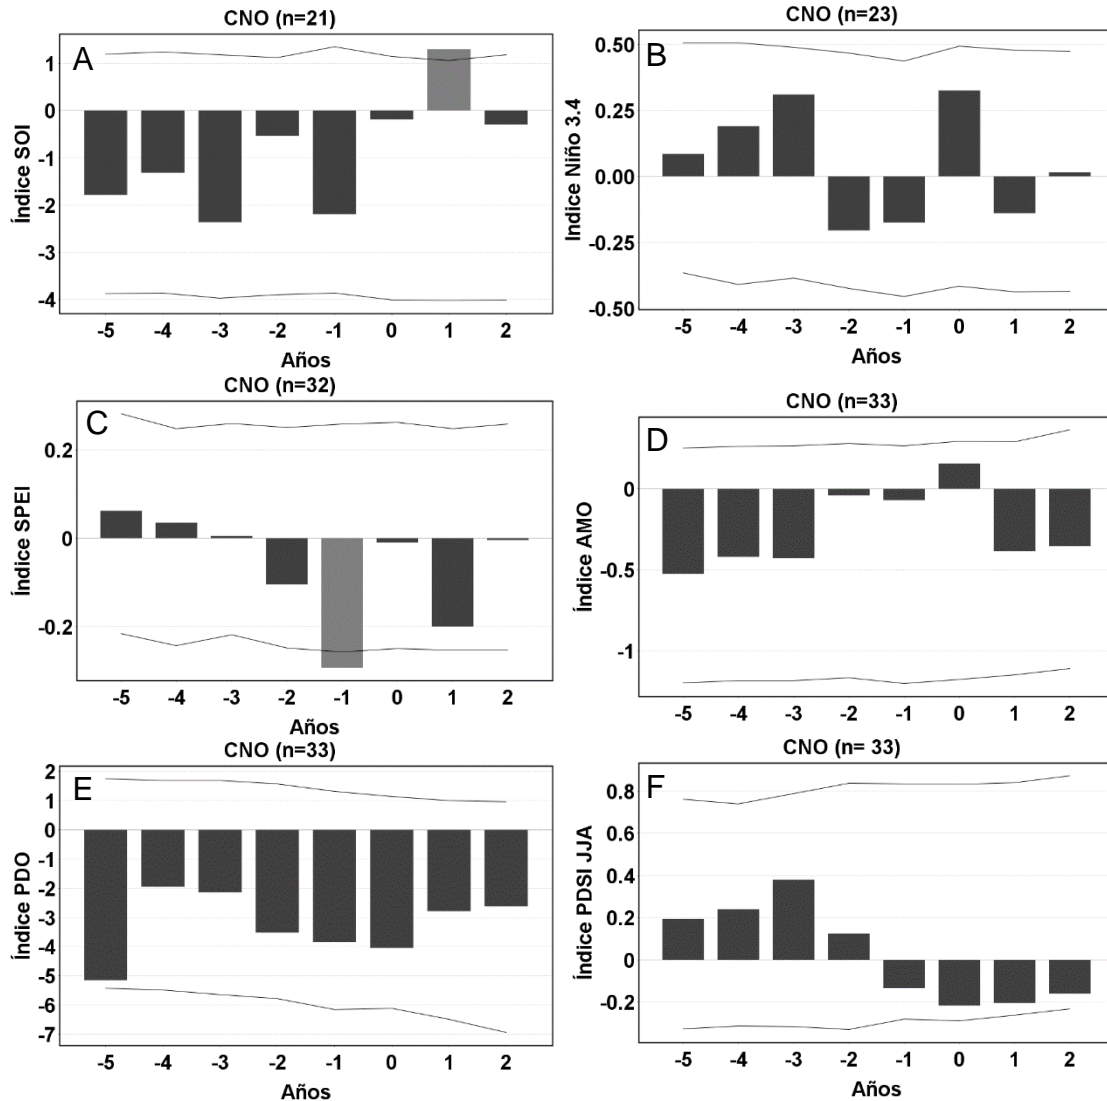 CNO (n=21)
A
Índice SOI
1
0
-1
-2
-3
-4
-5 -4 -3 -2 -1 0 1 2
Años
CNO (n=23)
B
Indice Niño 3.4
0.50
0.25
0.00
-0.25
-0.50
-5 -4 -3 -2 -1 0 1 2
Años
CNO (n=32)
C
Índice SPEI
0.2
0
-0.2
-5 -4 -3 -2 -1 0 1 2
Años
CNO (n=33)
D
Índice AMO
0
-0.5
-1
-5 -4 -3 -2 -1 0 1 2
Años
CNO (n=33)
E
Índice PDO
2
1
0
-1
-2
-3
-4
-5
-6
-7
-5 -4 -3 -2 -1 0 1 2
Años
CNO (n= 33)
F
Índice PDSI JJA
0.8
0.6
0.4
0.2
0
-0.2
-5 -4 -3 -2 -1 0 1 2
Años